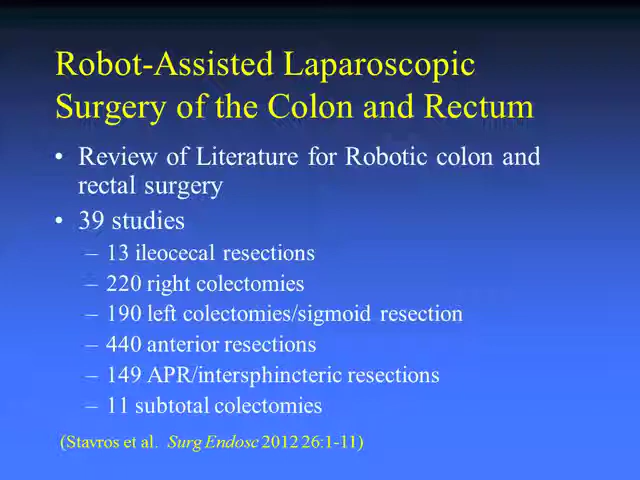 Robot-Assisted Laparoscopic
Surgery of the Colon and Rectum
• Review of Literature for Robotic colon and
rectal surgery
• 39 studies
– 13 ileocecal resections
– 220 right colectomies
– 190 left colectomies/sigmoid resection
– 440 anterior resections
– 149 APR/intersphincteric resections
– 11 subtotal colectomies
(Stavros et al. Surg Endosc 2012 26:1-11)